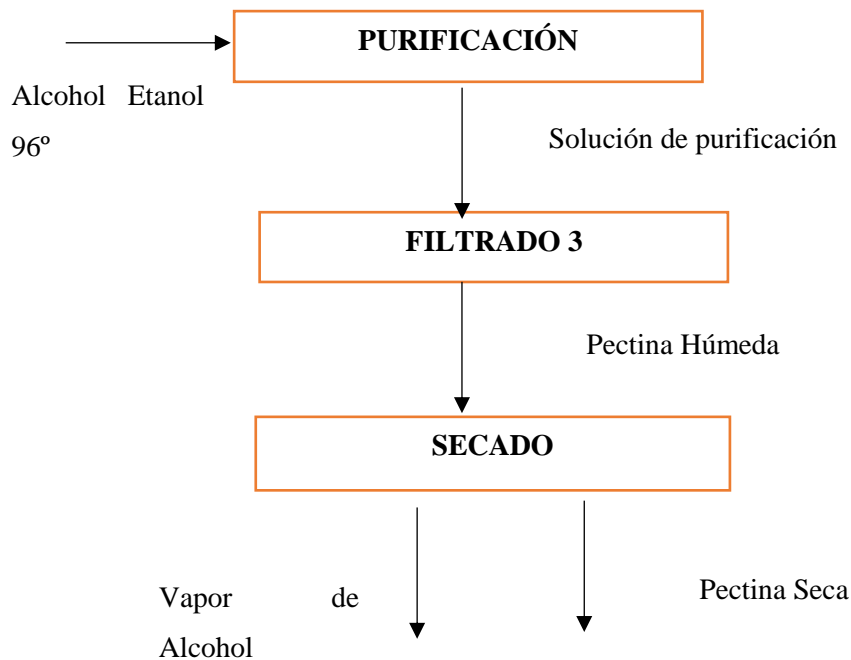 PURIFICACIÓN
Alcohol Etanol
96º
Solución de purificación
FILTRADO 3
Pectina Húmeda
SECADO
Vapor de
Alcohol
Pectina Seca